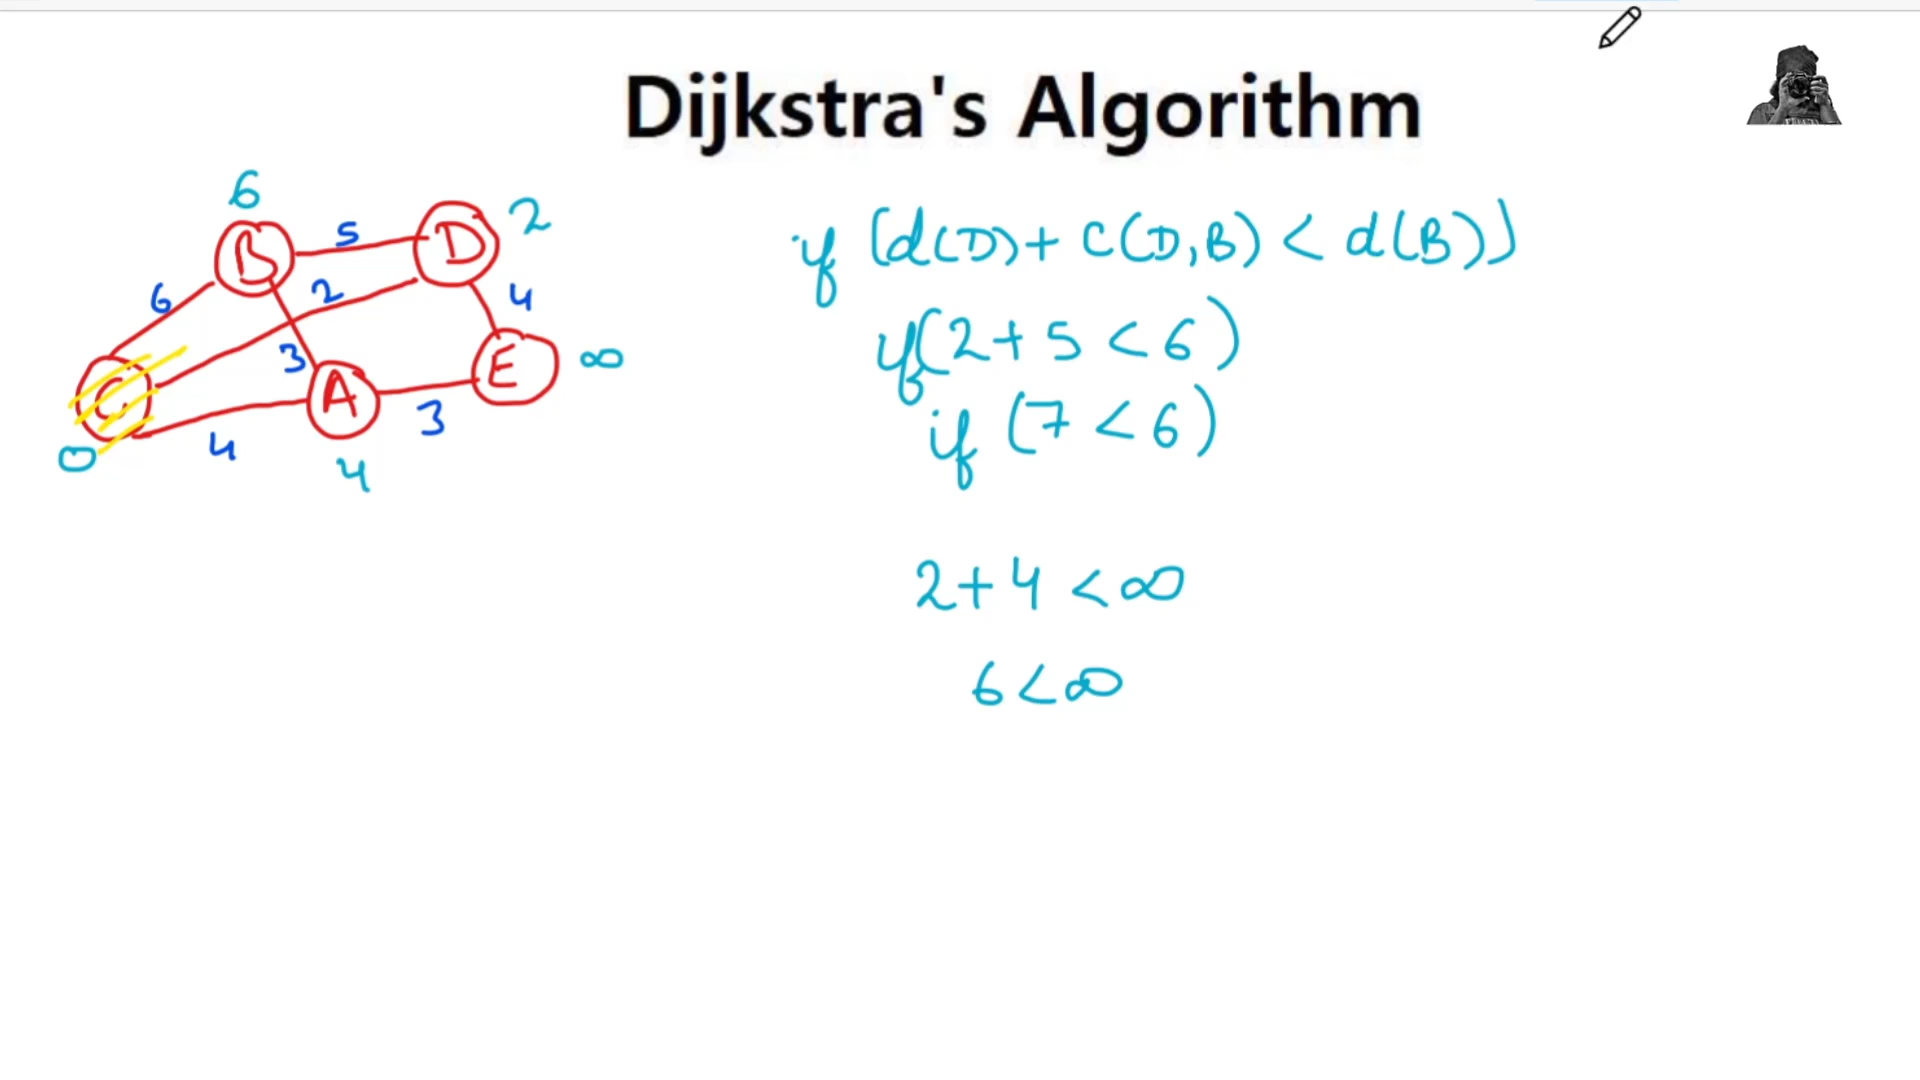 Dijkstra's Algorithm
6
B 5 D 2
6 2 4
3
C A E ∞
0 4 3
4
if (d(D) + C(D,B) < d(B))
if (2 + 5 < 6)
if (7 < 6)
2 + 4 < ∞
6 < ∞